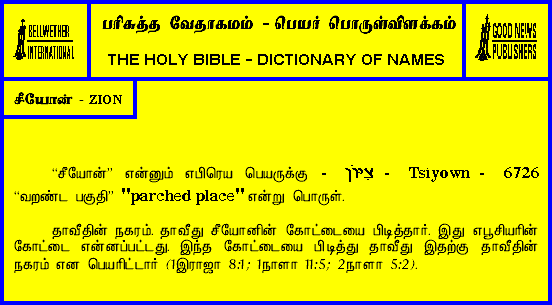 BELLWETHER
INTERNATIONAL
பரிசுத்த வேதாகமம் - பெயர் பொருள்விளக்கம்
THE HOLY BIBLE - DICTIONARY OF NAMES
GOOD NEWS
PUBLISHERS
சீயோன் - ZION
“சீயோன்” என்னும் எபிரெய பெயருக்கு - צִיּוֹן - Tsiyown - 6726
“வறண்ட பகுதி” "parched place" என்று பொருள்.
தாவீதின் நகரம். தாவீது சீயோனின் கோட்டையை பிடித்தார். இது எபூசியரின்
கோட்டை என்னப்பட்டது. இந்த கோட்டையை பிடித்து தாவீது இதற்கு தாவீதின்
நகரம் என பெயரிட்டார் (1இராஜா 8:1; 1நாளா 11:5; 2நாளா 5:2).